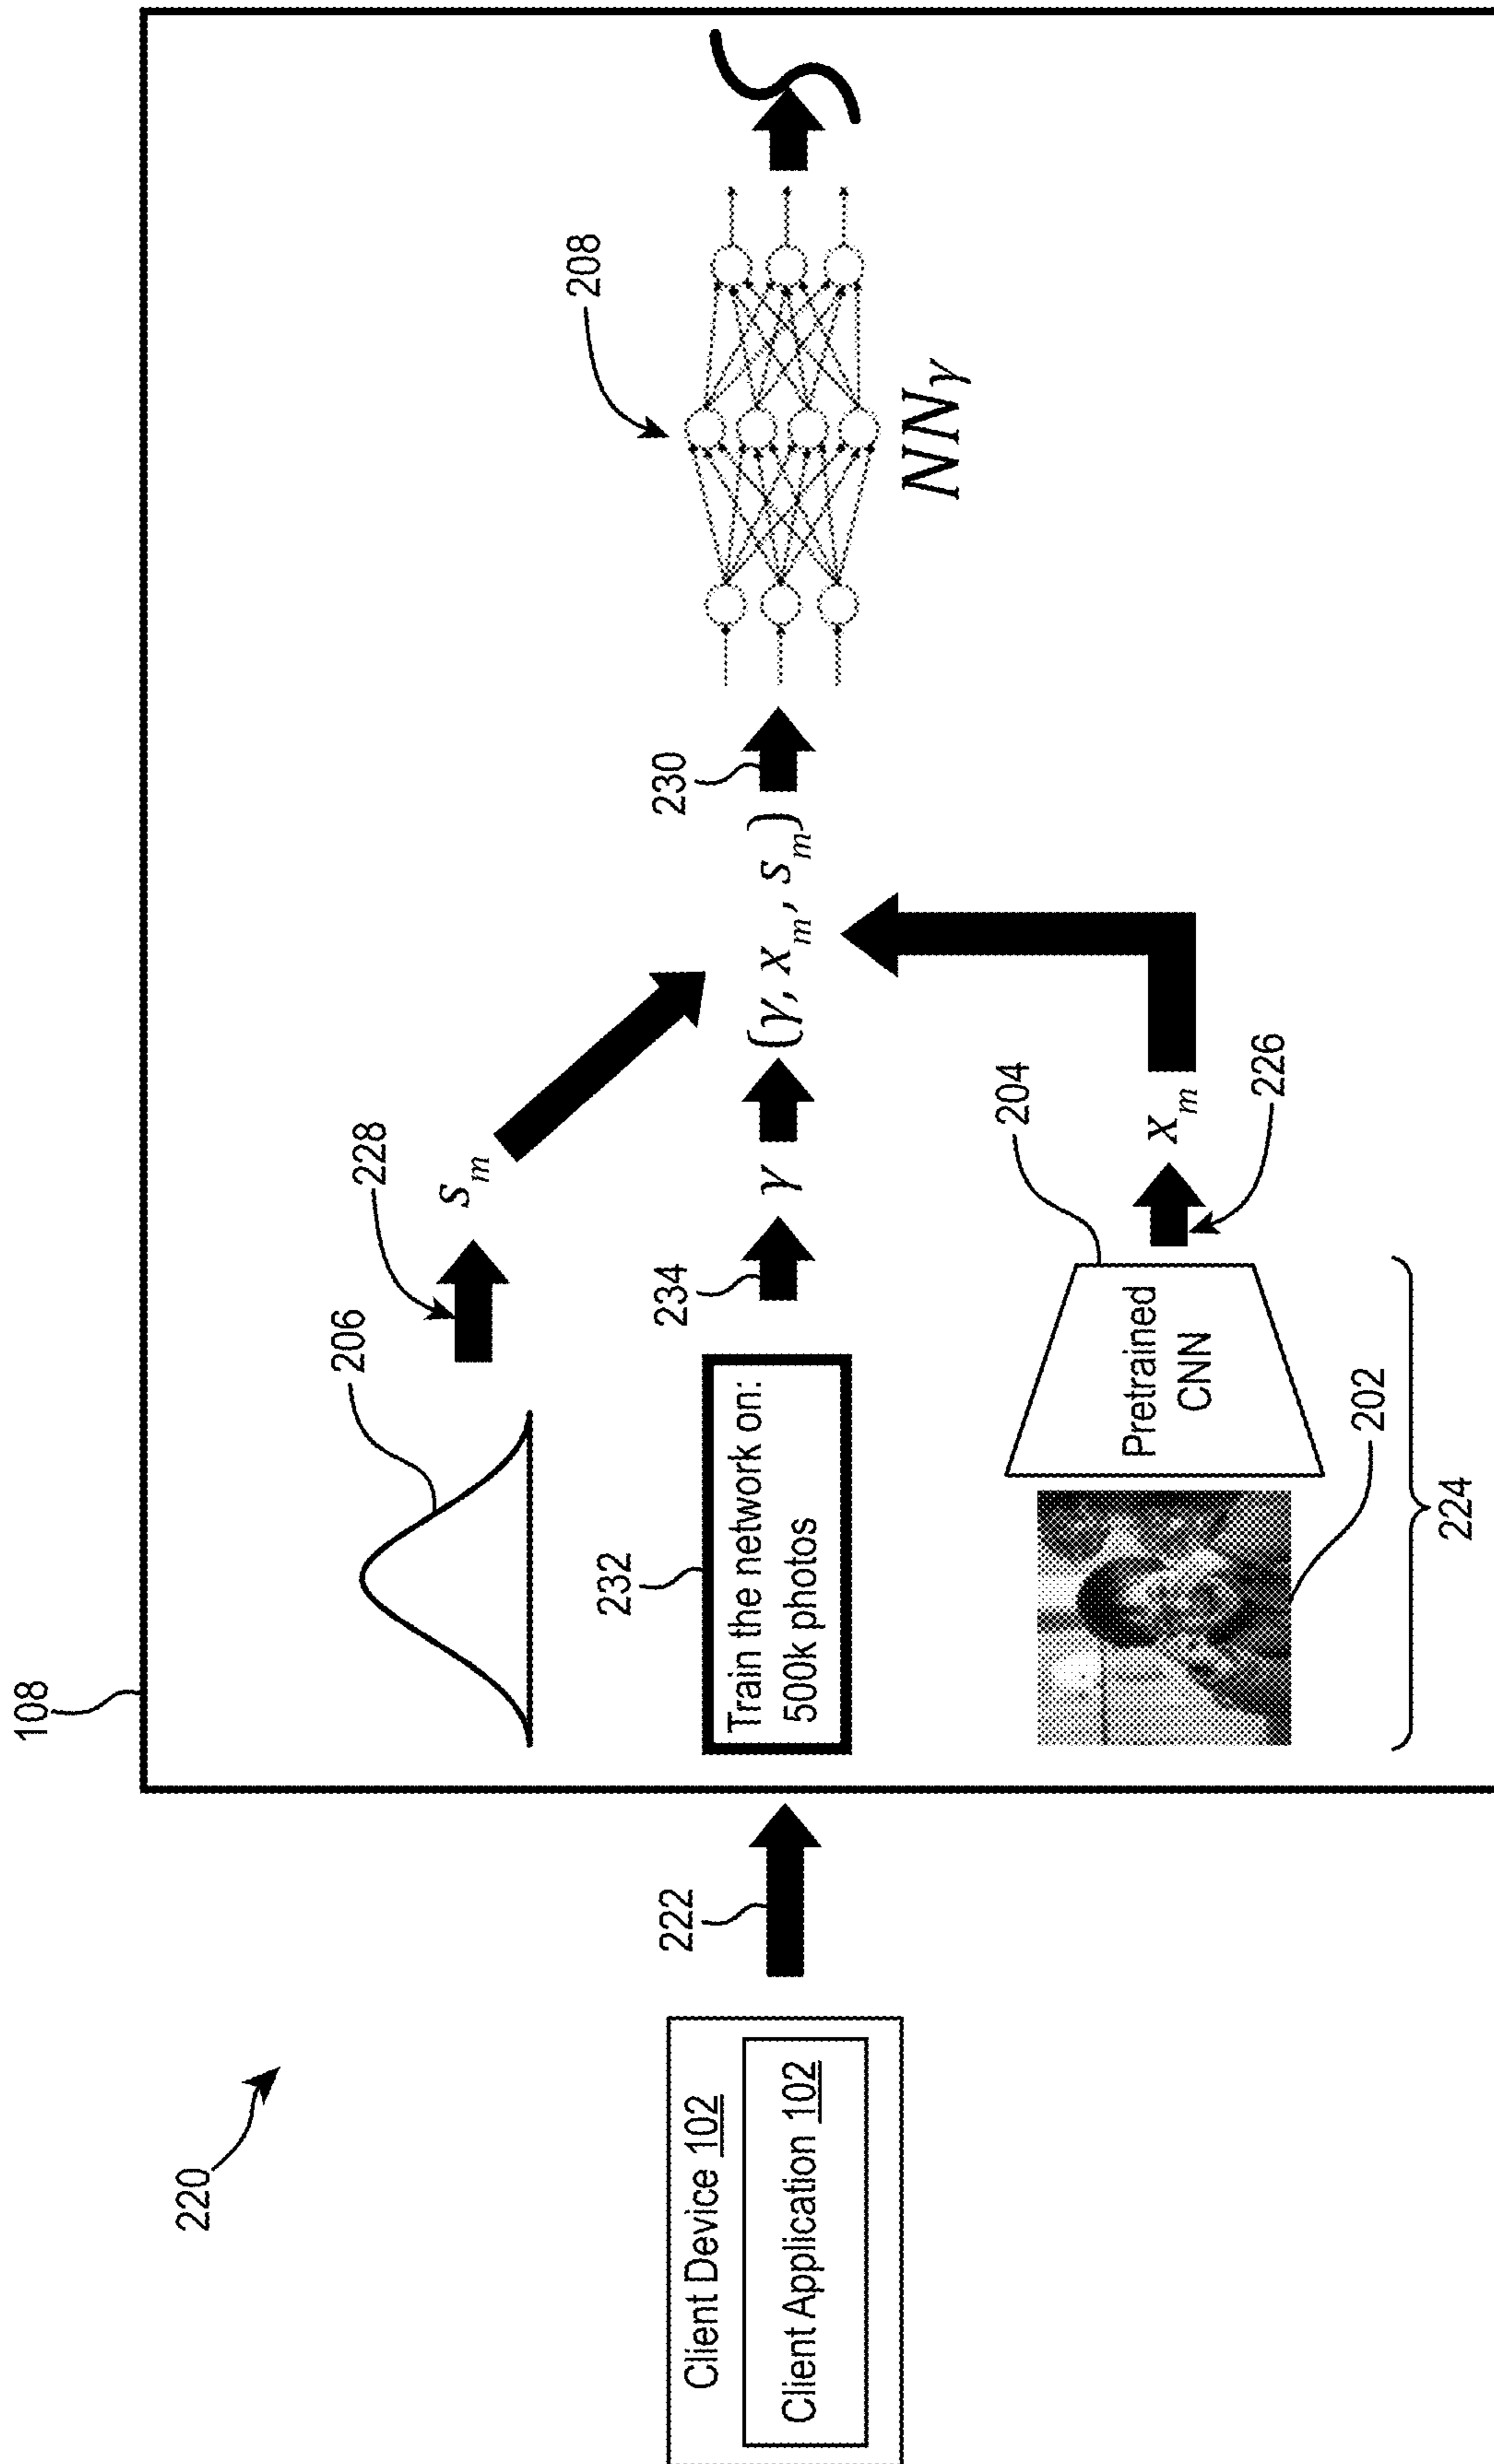 220
Client Device 102
Client Application 102
222
108
206
228
s_m
232
Train the network on:
500k photos
234
γ
(γ, x_m, s_m)
230
208
NN_γ
Pretrained
CNN
204
x_m
226
202
224